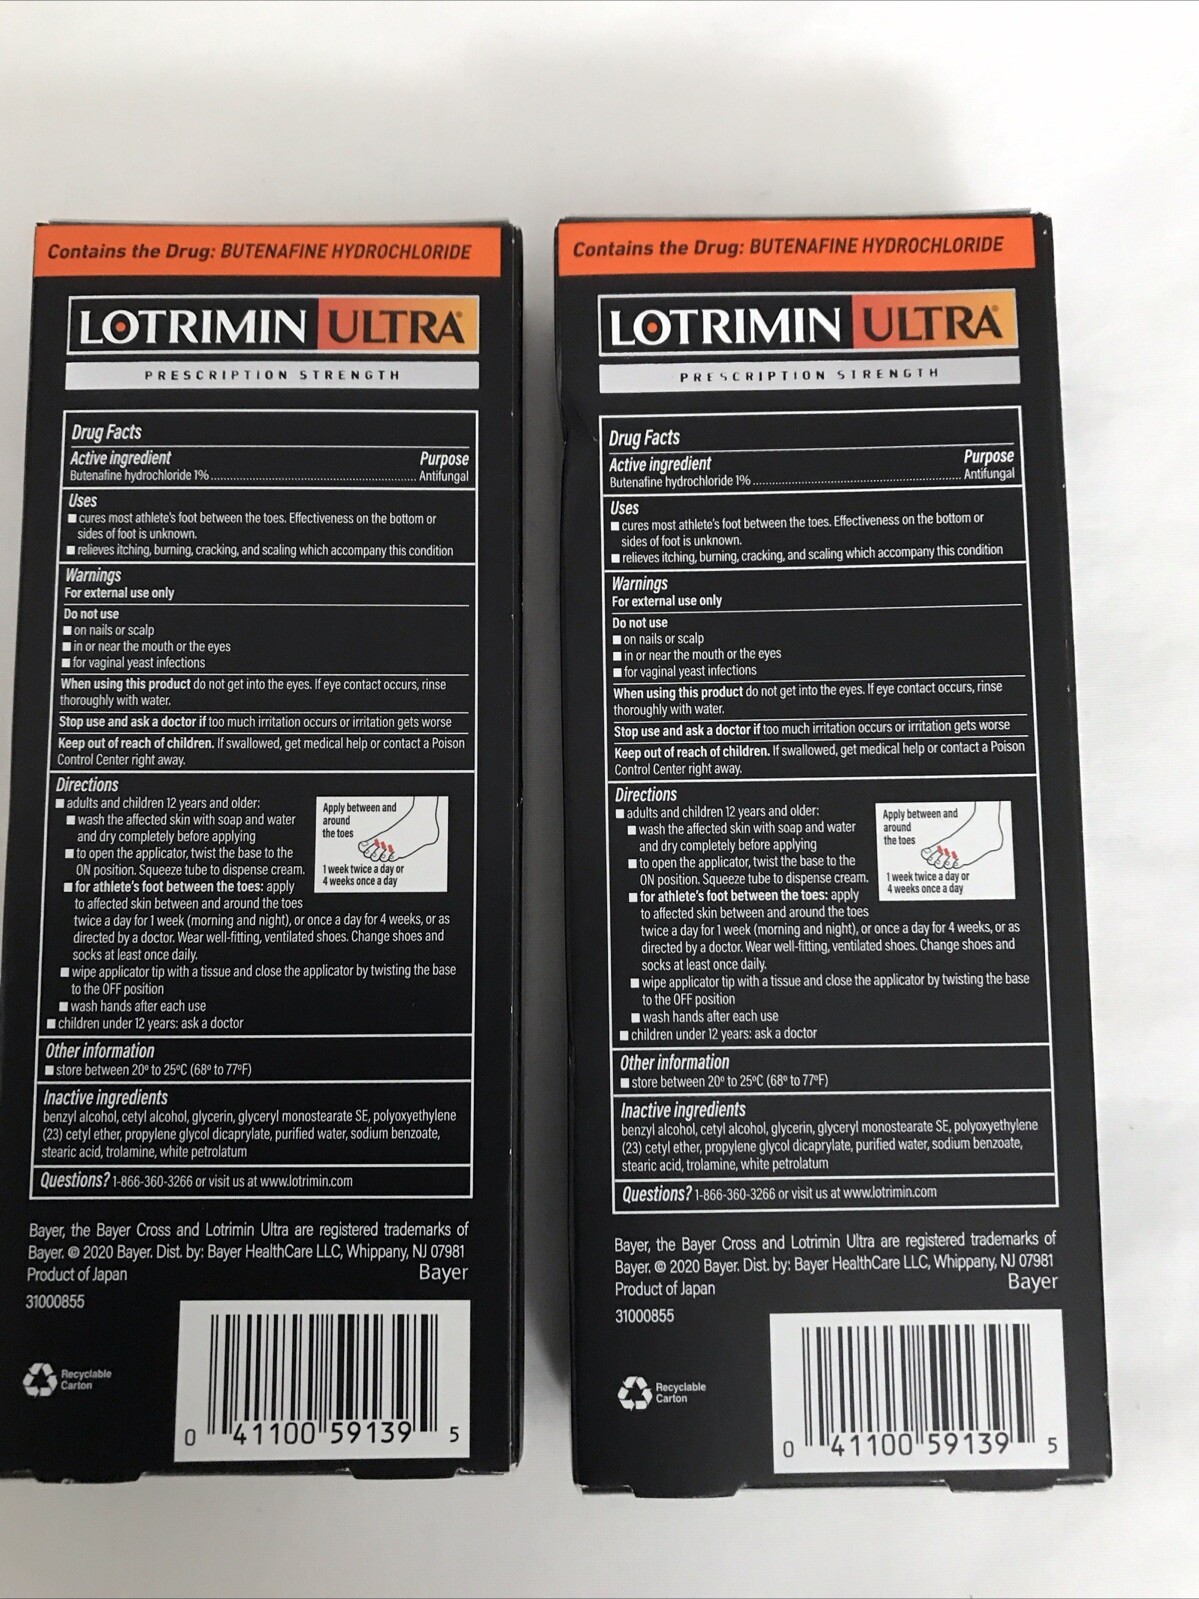 Contains the Drug: BUTENAFINE HYDROCHLORIDE
LOTRIMIN ULTRA®
PRESCRIPTION STRENGTH
Drug Facts
Active ingredient Purpose
Butenafine hydrochloride 1%........ Antifungal
Uses
■ cures most athlete's foot between the toes. Effectiveness on the bottom or
sides of foot is unknown.
■ relieves itching, burning, cracking, and scaling which accompany this condition
Warnings
For external use only
Do not use
■ on nails or scalp
■ in or near the mouth or the eyes
■ for vaginal yeast infections
When using this product do not get into the eyes. If eye contact occurs, rinse
thoroughly with water.
Stop use and ask a doctor if too much irritation occurs or irritation gets worse
Keep out of reach of children. If swallowed, get medical help or contact a Poison
Control Center right away.
Directions
■ adults and children 12 years and older:
■ wash the affected skin with soap and water
and dry completely before applying
■ to open the applicator, twist the base to the
ON position. Squeeze tube to dispense cream.
■ for athlete's foot between the toes: apply
to affected skin between and around the toes
twice a day for 1 week (morning and night), or once a day for 4 weeks, or as
directed by a doctor. Wear well-fitting, ventilated shoes. Change shoes and
socks at least once daily.
■ wipe applicator tip with a tissue and close the applicator by twisting the base
to the OFF position
■ wash hands after each use
■ children under 12 years: ask a doctor
Apply between and
around
the toes
1 week twice a day or
4 weeks once a day
Other information
■ store between 20º to 25ºC (68º to 77ºF)
Inactive ingredients
benzyl alcohol, cetyl alcohol, glycerin, glyceryl monostearate SE, polyoxyethylene
(23) cetyl ether, propylene glycol dicaprylate, purified water, sodium benzoate,
stearic acid, trolamine, white petrolatum
Questions? 1-866-360-3266 or visit us at www.lotrimin.com
Bayer, the Bayer Cross and Lotrimin Ultra are registered trademarks of
Bayer. © 2020 Bayer. Dist. by: Bayer HealthCare LLC, Whippany, NJ 07981
Product of Japan Bayer
31000855
Recyclable
Carton
0 41100 59139 5
Contains the Drug: BUTENAFINE HYDROCHLORIDE
LOTRIMIN ULTRA®
PRESCRIPTION STRENGTH
Drug Facts
Active ingredient Purpose
Butenafine hydrochloride 1%........ Antifungal
Uses
■ cures most athlete's foot between the toes. Effectiveness on the bottom or
sides of foot is unknown.
■ relieves itching, burning, cracking, and scaling which accompany this condition
Warnings
For external use only
Do not use
■ on nails or scalp
■ in or near the mouth or the eyes
■ for vaginal yeast infections
When using this product do not get into the eyes. If eye contact occurs, rinse
thoroughly with water.
Stop use and ask a doctor if too much irritation occurs or irritation gets worse
Keep out of reach of children. If swallowed, get medical help or contact a Poison
Control Center right away.
Directions
■ adults and children 12 years and older:
■ wash the affected skin with soap and water
and dry completely before applying
■ to open the applicator, twist the base to the
ON position. Squeeze tube to dispense cream.
■ for athlete's foot between the toes: apply
to affected skin between and around the toes
twice a day for 1 week (morning and night), or once a day for 4 weeks, or as
directed by a doctor. Wear well-fitting, ventilated shoes. Change shoes and
socks at least once daily.
■ wipe applicator tip with a tissue and close the applicator by twisting the base
to the OFF position
■ wash hands after each use
■ children under 12 years: ask a doctor
Apply between and
around
the toes
1 week twice a day or
4 weeks once a day
Other information
■ store between 20º to 25ºC (68º to 77ºF)
Inactive ingredients
benzyl alcohol, cetyl alcohol, glycerin, glyceryl monostearate SE, polyoxyethylene
(23) cetyl ether, propylene glycol dicaprylate, purified water, sodium benzoate,
stearic acid, trolamine, white petrolatum
Questions? 1-866-360-3266 or visit us at www.lotrimin.com
Bayer, the Bayer Cross and Lotrimin Ultra are registered trademarks of
Bayer. © 2020 Bayer. Dist. by: Bayer HealthCare LLC, Whippany, NJ 07981
Product of Japan Bayer
31000855
Recyclable
Carton
0 41100 59139 5